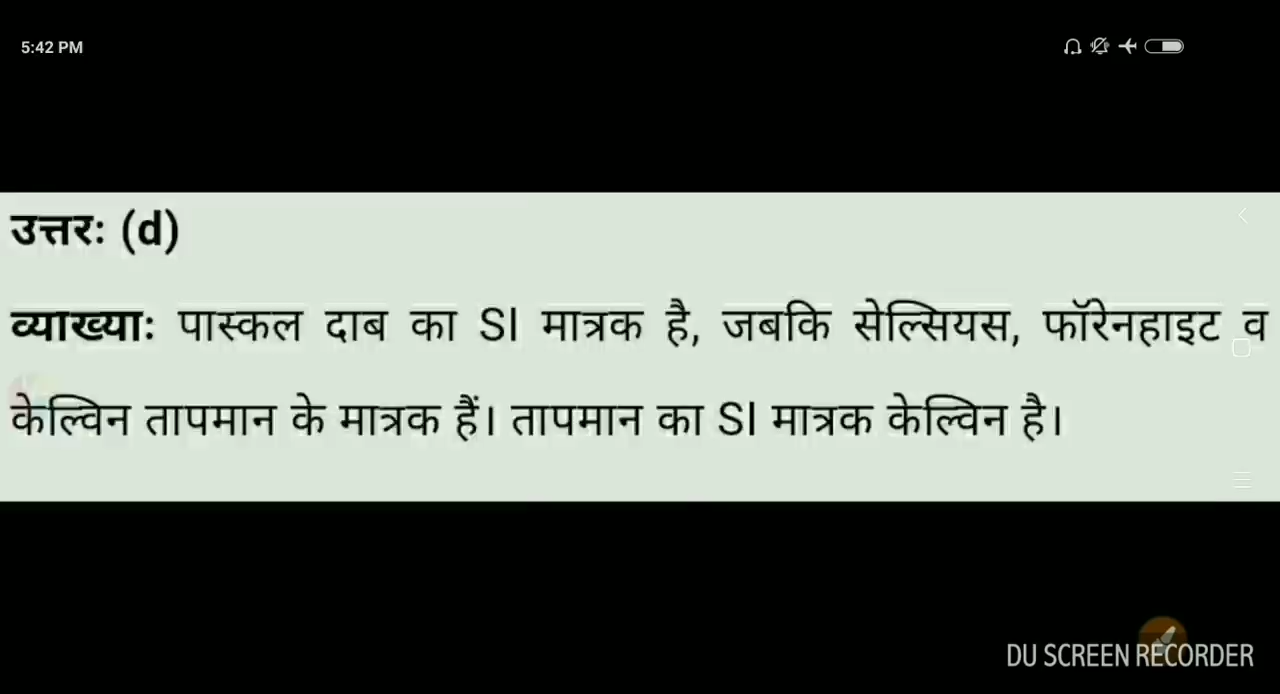 5:42 PM
उत्तरः (d)
व्याख्याः पास्कल दाब का SI मात्रक है, जबकि सेल्सियस, फॉरेनहाइट व
केल्विन तापमान के मात्रक हैं। तापमान का SI मात्रक केल्विन है।
DU SCREEN RECORDER